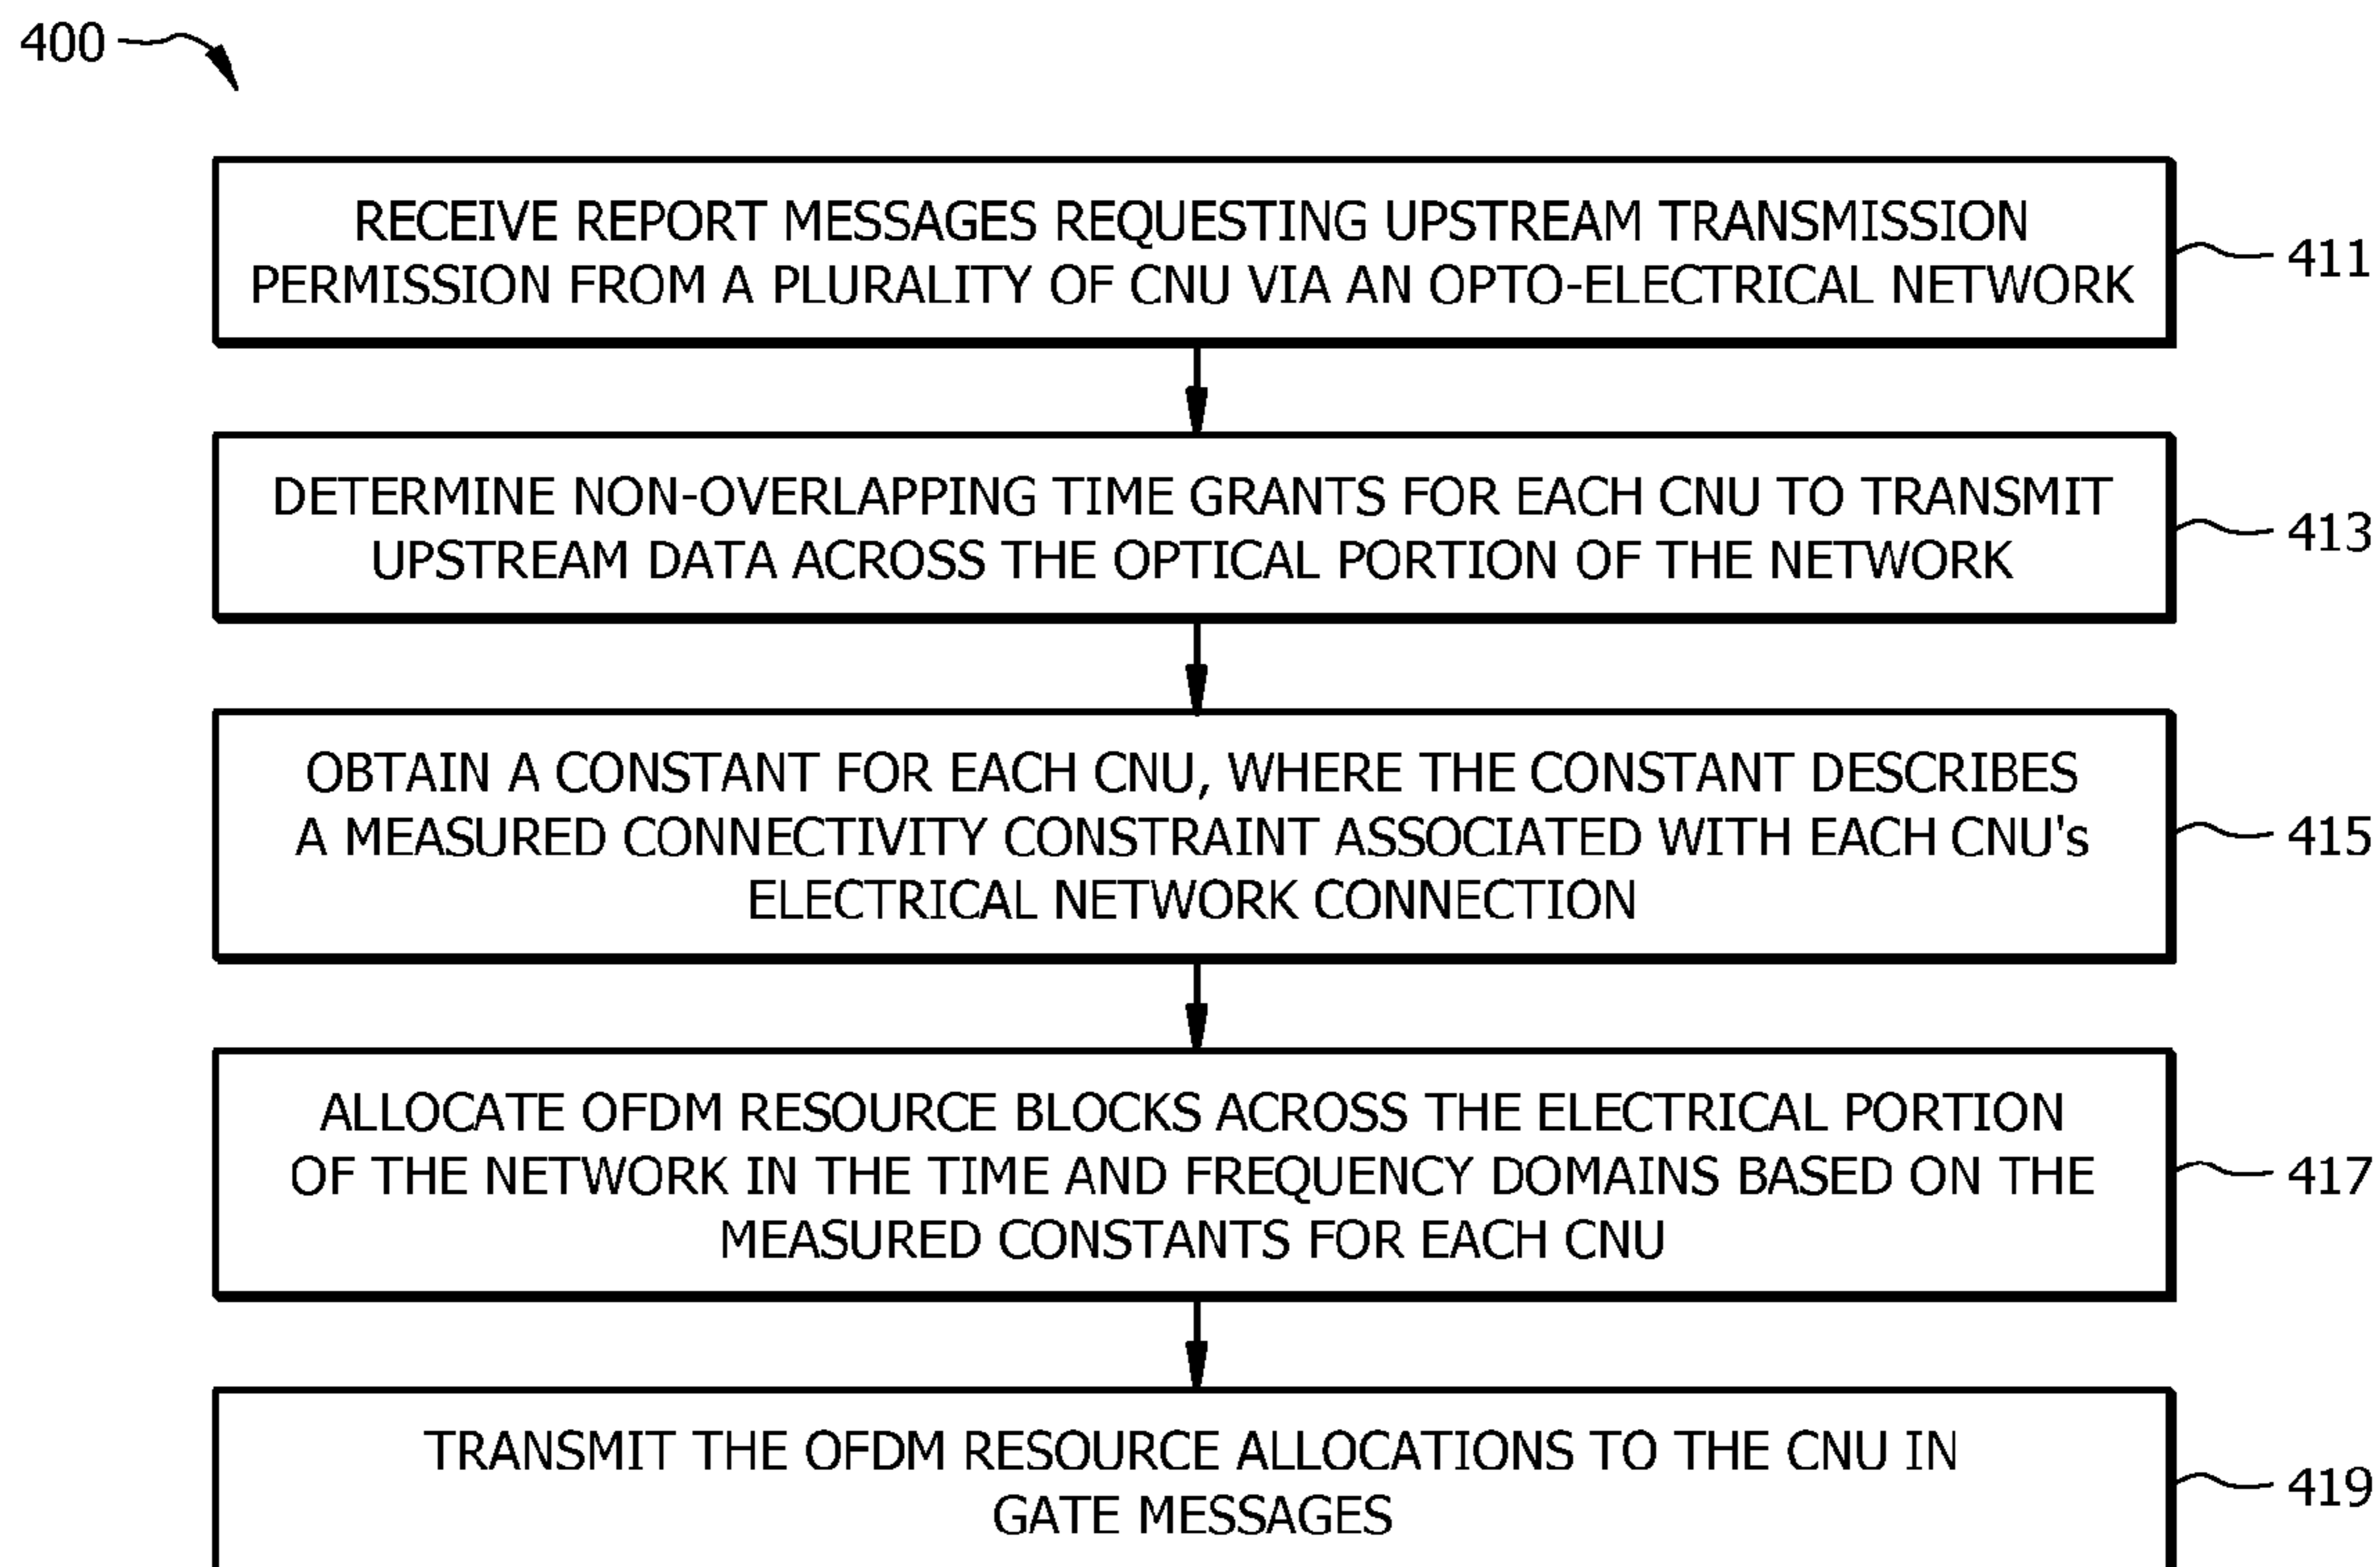 400
RECEIVE REPORT MESSAGES REQUESTING UPSTREAM TRANSMISSION
PERMISSION FROM A PLURALITY OF CNU VIA AN OPTO-ELECTRICAL NETWORK
411
DETERMINE NON-OVERLAPPING TIME GRANTS FOR EACH CNU TO TRANSMIT
UPSTREAM DATA ACROSS THE OPTICAL PORTION OF THE NETWORK
413
OBTAIN A CONSTANT FOR EACH CNU, WHERE THE CONSTANT DESCRIBES
A MEASURED CONNECTIVITY CONSTRAINT ASSOCIATED WITH EACH CNU's
ELECTRICAL NETWORK CONNECTION
415
ALLOCATE OFDM RESOURCE BLOCKS ACROSS THE ELECTRICAL PORTION
OF THE NETWORK IN THE TIME AND FREQUENCY DOMAINS BASED ON THE
MEASURED CONSTANTS FOR EACH CNU
417
TRANSMIT THE OFDM RESOURCE ALLOCATIONS TO THE CNU IN
GATE MESSAGES
419